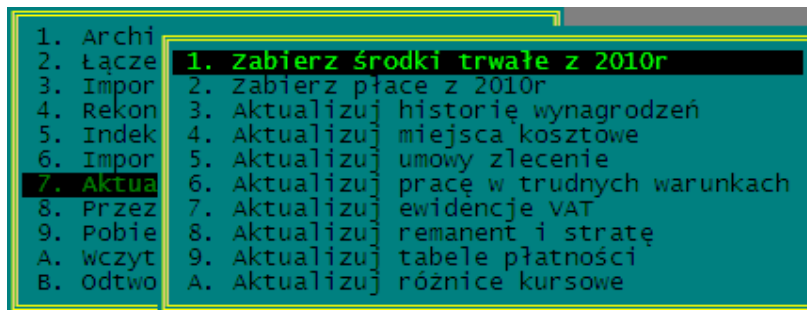 1. Archi
2. Łącze
3. Impor
4. Rekon
5. Indek
6. Impor
7. Aktua
8. Przez
9. Pobie
A. Wczyt
B. Odtwo
1. Zabierz środki trwałe z 2010r
2. Zabierz płace z 2010r
3. Aktualizuj historię wynagrodzeń
4. Aktualizuj miejsca kosztowe
5. Aktualizuj umowy zlecenie
6. Aktualizuj pracę w trudnych warunkach
7. Aktualizuj ewidencje VAT
8. Aktualizuj remanent i stratę
9. Aktualizuj tabele płatności
A. Aktualizuj różnice kursowe